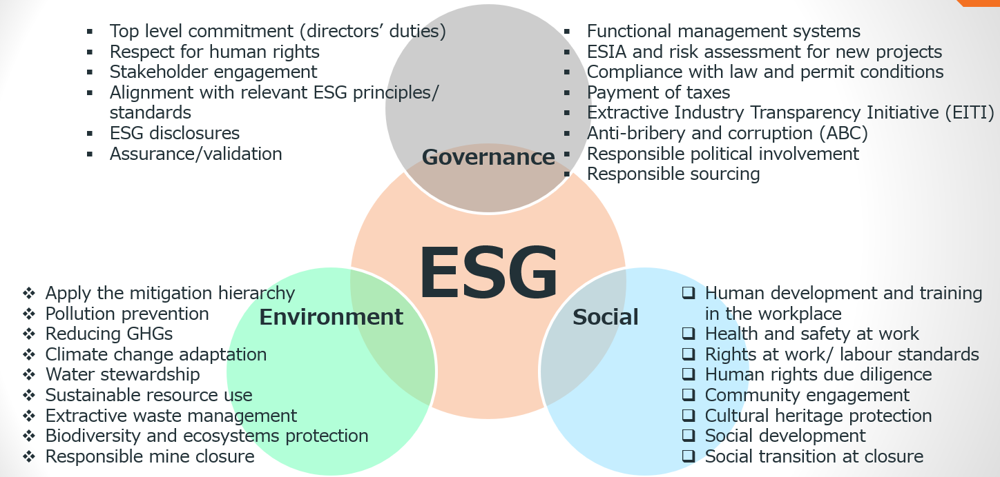 ▪ Top level commitment (directors’ duties)
▪ Respect for human rights
▪ Stakeholder engagement
▪ Alignment with relevant ESG principles/
standards
▪ ESG disclosures
▪ Assurance/validation
▪ Functional management systems
▪ ESIA and risk assessment for new projects
▪ Compliance with law and permit conditions
▪ Payment of taxes
▪ Extractive Industry Transparency Initiative (EITI)
▪ Anti-bribery and corruption (ABC)
▪ Responsible political involvement
▪ Responsible sourcing
Governance
ESG
Environment
❖ Apply the mitigation hierarchy
❖ Pollution prevention
❖ Reducing GHGs
❖ Climate change adaptation
❖ Water stewardship
❖ Sustainable resource use
❖ Extractive waste management
❖ Biodiversity and ecosystems protection
❖ Responsible mine closure
Social
❑ Human development and training
in the workplace
❑ Health and safety at work
❑ Rights at work/ labour standards
❑ Human rights due diligence
❑ Community engagement
❑ Cultural heritage protection
❑ Social development
❑ Social transition at closure